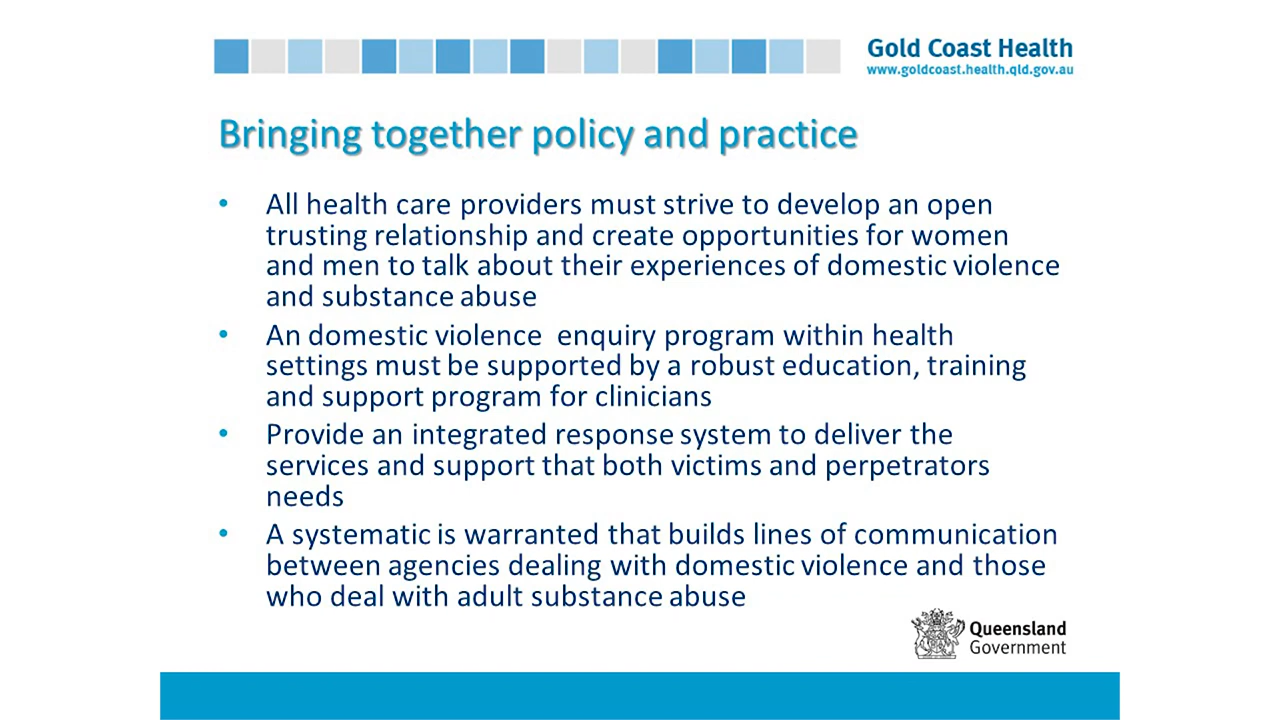 Gold Coast Health
www.goldcoast.health.qld.gov.au
Bringing together policy and practice
• All health care providers must strive to develop an open
trusting relationship and create opportunities for women
and men to talk about their experiences of domestic violence
and substance abuse
• An domestic violence  enquiry program within health
settings must be supported by a robust education, training
and support program for clinicians
• Provide an integrated response system to deliver the
services and support that both victims and perpetrators
needs
• A systematic is warranted that builds lines of communication
between agencies dealing with domestic violence and those
who deal with adult substance abuse
Queensland
Government